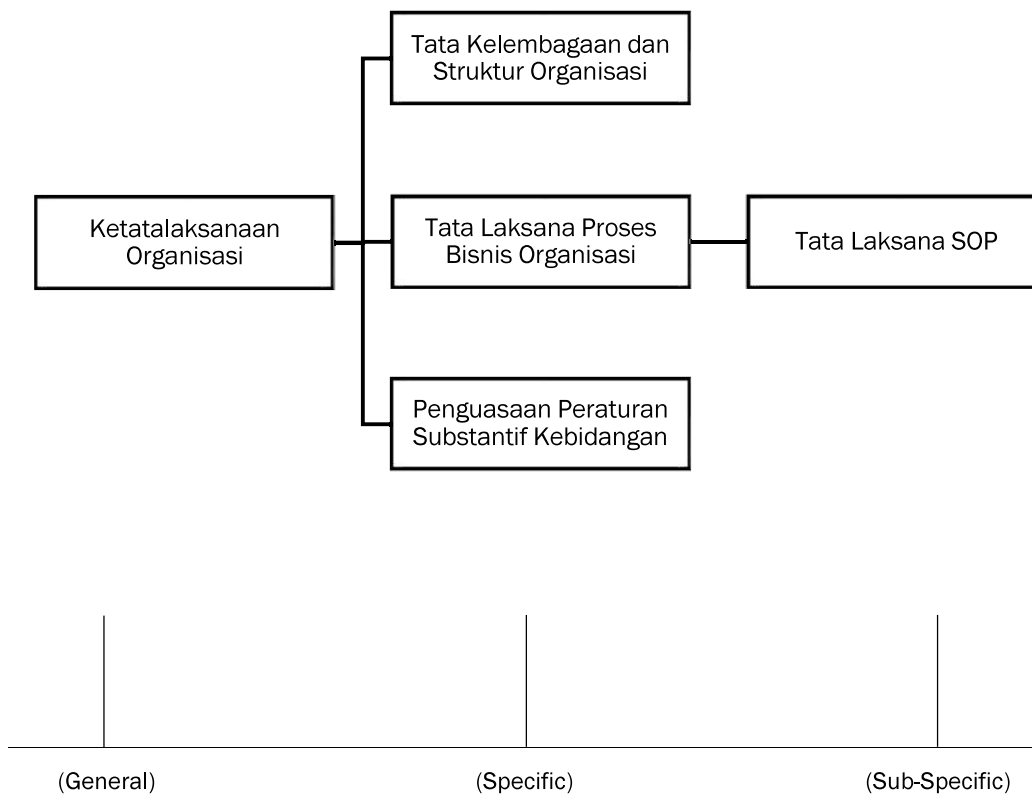 Tata Kelembagaan dan
Struktur Organisasi
Ketatalaksanaan
Organisasi
Tata Laksana Proses
Bisnis Organisasi
Tata Laksana SOP
Penguasaan Peraturan
Substantif Kebidangan
(General)
(Specific)
(Sub-Specific)